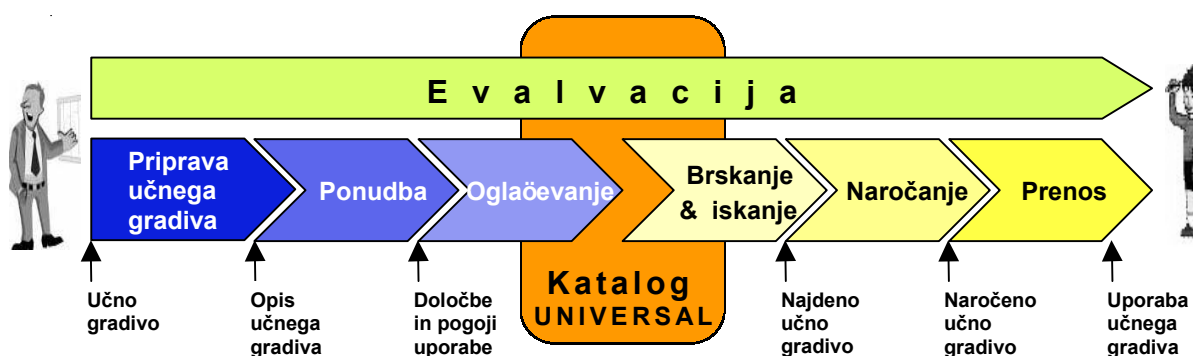 E v a l v a c i j a
Priprava
učnega
gradiva
Ponudba
Oglaöevanje
Brskanje
& iskanje
Naročanje
Prenos
Katalog
UNIVERSAL
Učno
gradivo
Opis
učnega
gradiva
Določbe
in pogoji
uporabe
Najdeno
učno
gradivo
Naročeno
učno
gradivo
Uporaba
učnega
gradiva